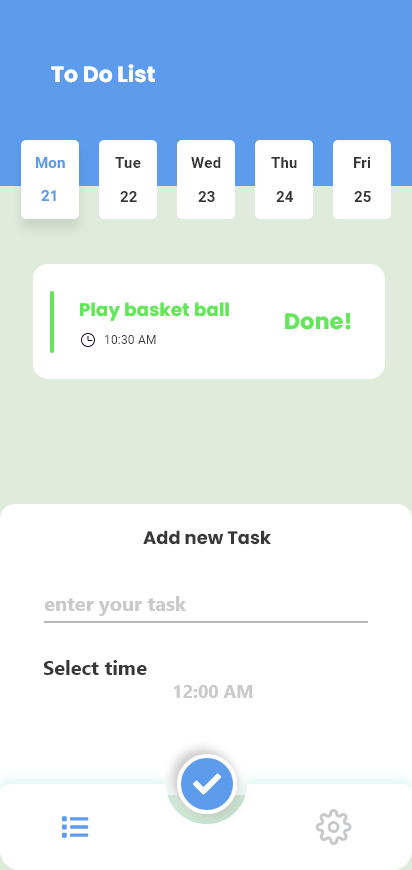 To Do List
Mon Tue Wed Thu Fri
21 22 23 24 25
Play basket ball
Done!
10:30 AM
Add new Task
enter your task
Select time
12:00 AM